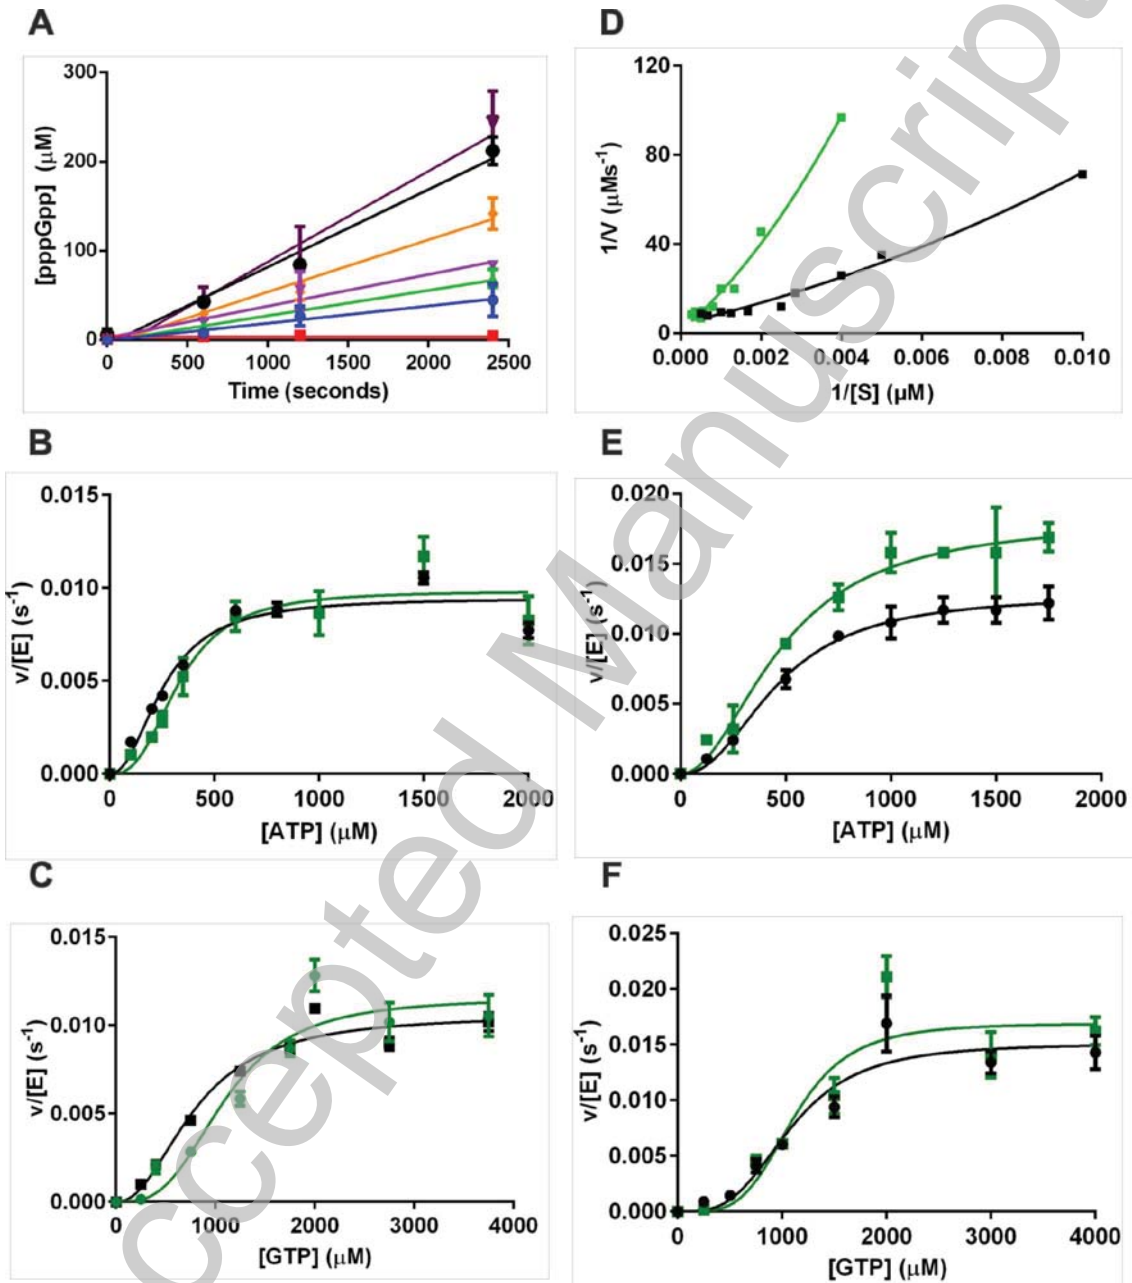 A
300
200
100
0
[pppGpp] (μM)
0 500 1000 1500 2000 2500
Time (seconds)
D
120
80
40
0
1/V (μMs⁻¹)
0.000 0.002 0.004 0.006 0.008 0.010
1/[S] (μM)
B
0.015
0.010
0.005
0.000
v/[E] (s⁻¹)
0 500 1000 1500 2000
[ATP] (μM)
E
0.020
0.015
0.010
0.005
0.000
v/[E] (s⁻¹)
0 500 1000 1500 2000
[ATP] (μM)
C
0.015
0.010
0.005
0.000
v/[E] (s⁻¹)
0 1000 2000 3000 4000
[GTP] (μM)
F
0.025
0.020
0.015
0.010
0.005
0.000
v/[E] (s⁻¹)
0 1000 2000 3000 4000
[GTP] (μM)
ccepted Manuscript